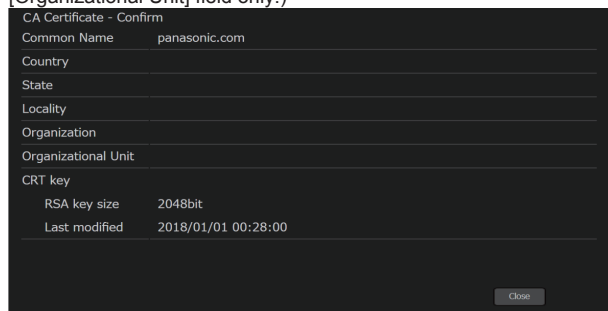 [Organizational Unit] field only.)
CA Certificate - Confirm
Common Name panasonic.com
Country
State
Locality
Organization
Organizational Unit
CRT key
RSA key size 2048bit
Last modified 2018/01/01 00:28:00
Close